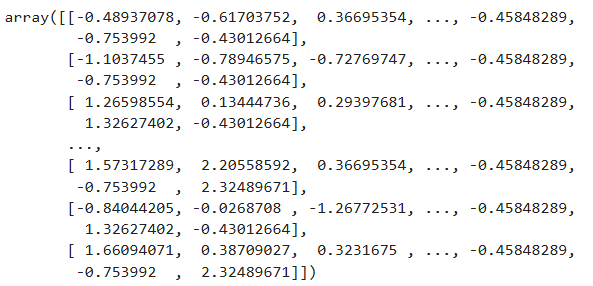 array([[-0.48937078, -0.61703752,  0.36695354, ..., -0.45848289,
        -0.753992  , -0.43012664],
       [-1.1037455 , -0.78946575, -0.72769747, ..., -0.45848289,
        -0.753992  , -0.43012664],
       [ 1.26598554,  0.13444736,  0.29397681, ..., -0.45848289,
         1.32627402, -0.43012664],
       ...,
       [ 1.57317289,  2.20558592,  0.36695354, ..., -0.45848289,
        -0.753992  ,  2.32489671],
       [-0.84044205, -0.0268708 , -1.26772531, ..., -0.45848289,
         1.32627402, -0.43012664],
       [ 1.66094071,  0.38709027,  0.3231675 , ..., -0.45848289,
        -0.753992  ,  2.32489671]])